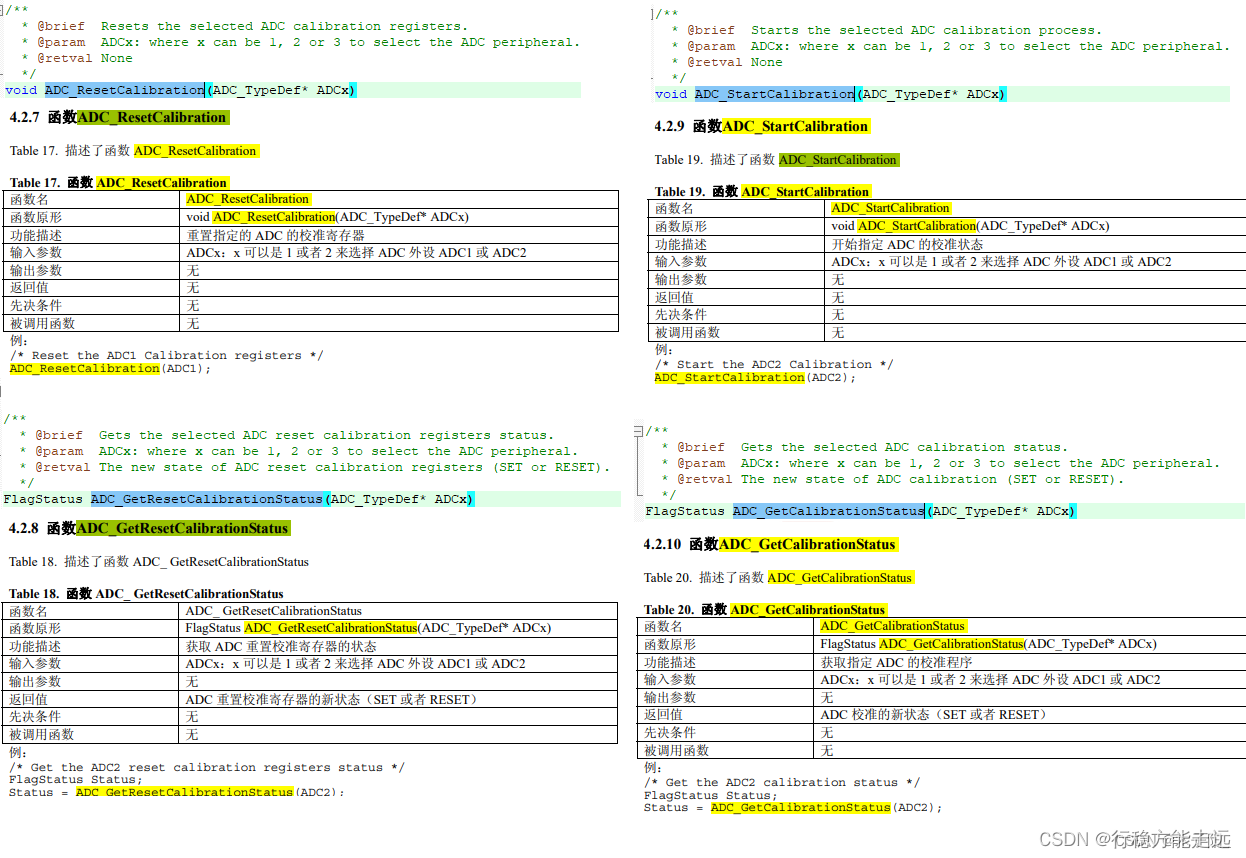 /**
* @brief  Resets the selected ADC calibration registers.
* @param  ADCx: where x can be 1, 2 or 3 to select the ADC peripheral.
* @retval None
*/
void ADC_ResetCalibration(ADC_TypeDef* ADCx)
4.2.7 函数ADC_ResetCalibration
Table 17. 描述了函数 ADC_ResetCalibration
Table 17. 函数 ADC_ResetCalibration
函数名 ADC_ResetCalibration
函数原形 void ADC_ResetCalibration(ADC_TypeDef* ADCx)
功能描述 重置指定的 ADC 的校准寄存器
输入参数 ADCx：x 可以是 1 或者 2 来选择 ADC 外设 ADC1 或 ADC2
输出参数 无
返回值 无
先决条件 无
被调用函数 无
例：
/* Reset the ADC1 Calibration registers */
ADC_ResetCalibration(ADC1);
/**
* @brief  Starts the selected ADC calibration process.
* @param  ADCx: where x can be 1, 2 or 3 to select the ADC peripheral.
* @retval None
*/
void ADC_StartCalibration(ADC_TypeDef* ADCx)
4.2.9 函数ADC_StartCalibration
Table 19. 描述了函数 ADC_StartCalibration
Table 19. 函数 ADC_StartCalibration
函数名 ADC_StartCalibration
函数原形 void ADC_StartCalibration(ADC_TypeDef* ADCx)
功能描述 开始指定 ADC 的校准状态
输入参数 ADCx：x 可以是 1 或者 2 来选择 ADC 外设 ADC1 或 ADC2
输出参数 无
返回值 无
先决条件 无
被调用函数 无
例：
/* Start the ADC2 Calibration */
ADC_StartCalibration(ADC2);
/**
* @brief  Gets the selected ADC reset calibration registers status.
* @param  ADCx: where x can be 1, 2 or 3 to select the ADC peripheral.
* @retval The new state of ADC reset calibration registers (SET or RESET).
*/
FlagStatus ADC_GetResetCalibrationStatus(ADC_TypeDef* ADCx)
4.2.8 函数ADC_GetResetCalibrationStatus
Table 18. 描述了函数 ADC_ GetResetCalibrationStatus
Table 18. 函数 ADC_ GetResetCalibrationStatus
函数名 ADC_ GetResetCalibrationStatus
函数原形 FlagStatus ADC_GetResetCalibrationStatus(ADC_TypeDef* ADCx)
功能描述 获取 ADC 重置校准寄存器的状态
输入参数 ADCx：x 可以是 1 或者 2 来选择 ADC 外设 ADC1 或 ADC2
输出参数 无
返回值 ADC 重置校准寄存器的新状态（SET 或者 RESET）
先决条件 无
被调用函数 无
例：
/* Get the ADC2 reset calibration registers status */
FlagStatus Status;
Status = ADC_GetResetCalibrationStatus(ADC2);
/**
* @brief  Gets the selected ADC calibration status.
* @param  ADCx: where x can be 1, 2 or 3 to select the ADC peripheral.
* @retval The new state of ADC calibration (SET or RESET).
*/
FlagStatus ADC_GetCalibrationStatus(ADC_TypeDef* ADCx)
4.2.10 函数ADC_GetCalibrationStatus
Table 20. 描述了函数 ADC_GetCalibrationStatus
Table 20. 函数 ADC_GetCalibrationStatus
函数名 ADC_GetCalibrationStatus
函数原形 FlagStatus ADC_GetCalibrationStatus(ADC_TypeDef* ADCx)
功能描述 获取指定 ADC 的校准程序
输入参数 ADCx：x 可以是 1 或者 2 来选择 ADC 外设 ADC1 或 ADC2
输出参数 无
返回值 ADC 校准的新状态（SET 或者 RESET）
先决条件 无
被调用函数 无
例：
/* Get the ADC2 calibration status */
FlagStatus Status;
Status = ADC_GetCalibrationStatus(ADC2);
CSDN @行稳方能走远